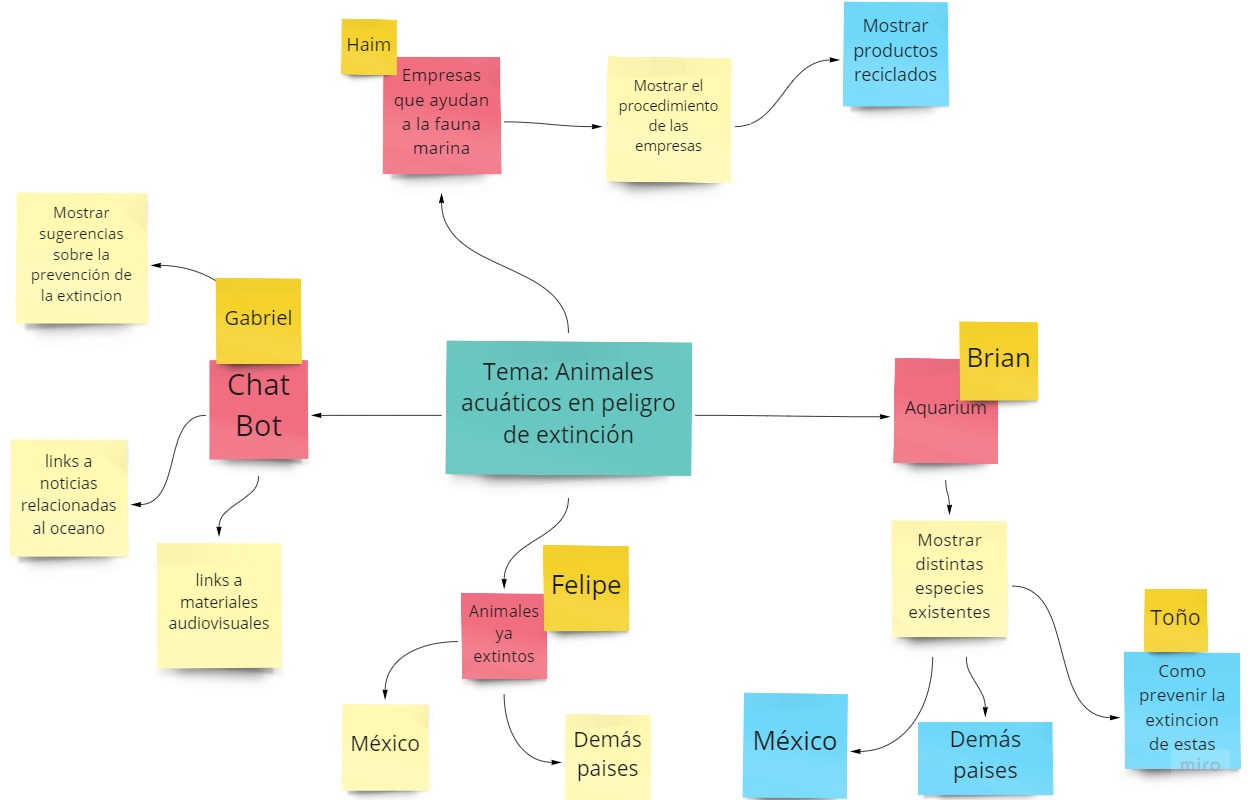 Haim
Empresas
que ayudan
a la fauna
marina
Mostrar el
procedimiento
de las
empresas
Mostrar
productos
reciclados
Mostrar
sugerencias
sobre la
prevención de
la extincion
Gabriel
Chat
Bot
links a
noticias
relacionadas
al oceano
links a
materiales
audiovisuales
Tema: Animales
acuáticos en peligro
de extinción
Brian
Aquarium
Mostrar
distintas
especies
existentes
Toño
Como
prevenir la
extincion
de estas
México
Demás
paises
Felipe
Animales
ya
extintos
México
Demás
paises
miro